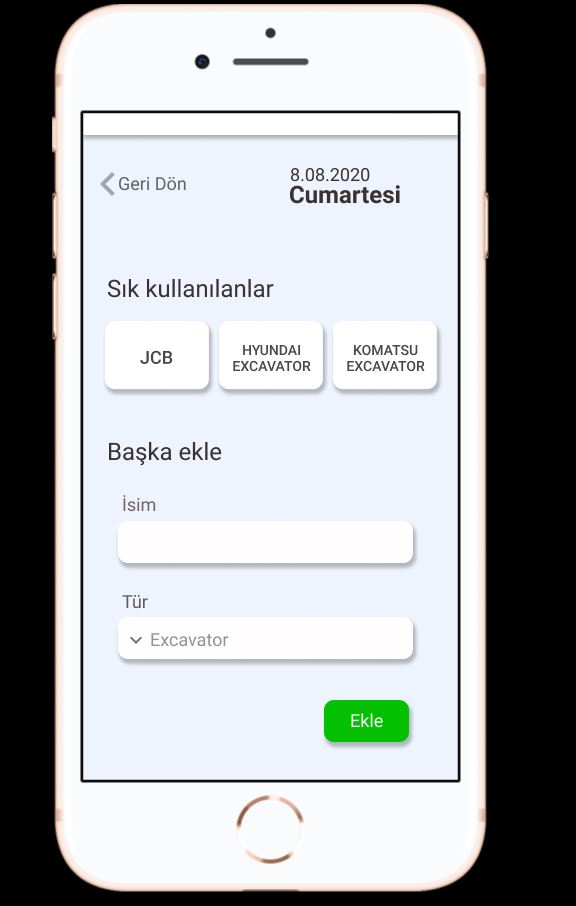 Geri Dön
8.08.2020
Cumartesi
Sık kullanılanlar
JCB
HYUNDAI
EXCAVATOR
KOMATSU
EXCAVATOR
Başka ekle
İsim
Tür
Excavator
Ekle